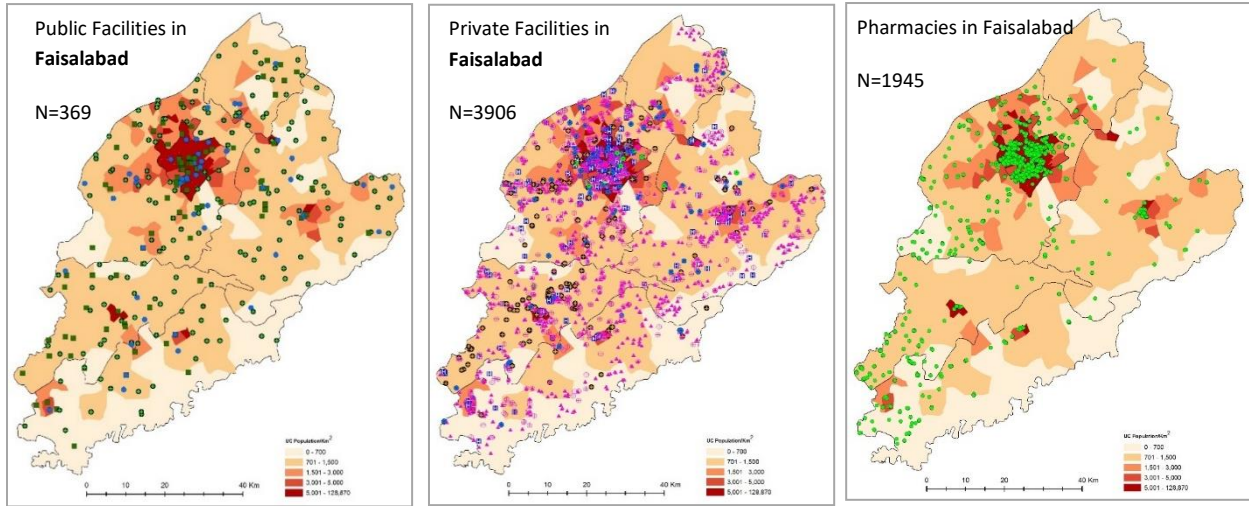 Public Facilities in
Faisalabad
N=369
UC Population/Km²
0 - 700
701 - 1,500
1,501 - 3,000
3,001 - 5,000
5,001 - 128,870
0 10 20 40 Km
Private Facilities in
Faisalabad
N=3906
UC Population/Km²
0 - 700
701 - 1,500
1,501 - 3,000
3,001 - 5,000
5,001 - 128,870
0 10 20 40 Km
Pharmacies in Faisalabad
N=1945
UC Population/Km²
0 - 700
701 - 1,500
1,501 - 3,000
3,001 - 5,000
5,001 - 128,870
0 10 20 40 KM